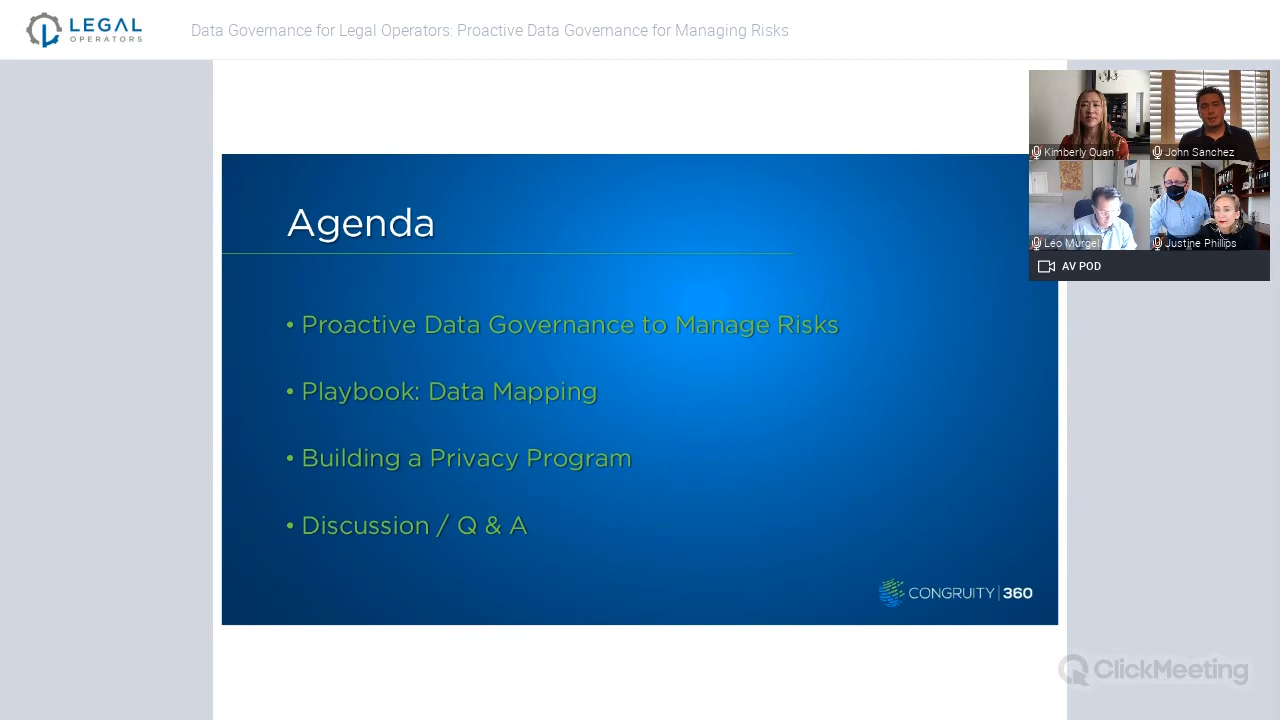 LEGAL
OPERATORS
Data Governance for Legal Operators: Proactive Data Governance for Managing Risks
Kimberly Quan
John Sanchez
Leo Murgel
Justine Phillips
AV POD
Agenda
• Proactive Data Governance to Manage Risks
• Playbook: Data Mapping
• Building a Privacy Program
• Discussion / Q & A
CONGRUITY|360
ClickMeeting